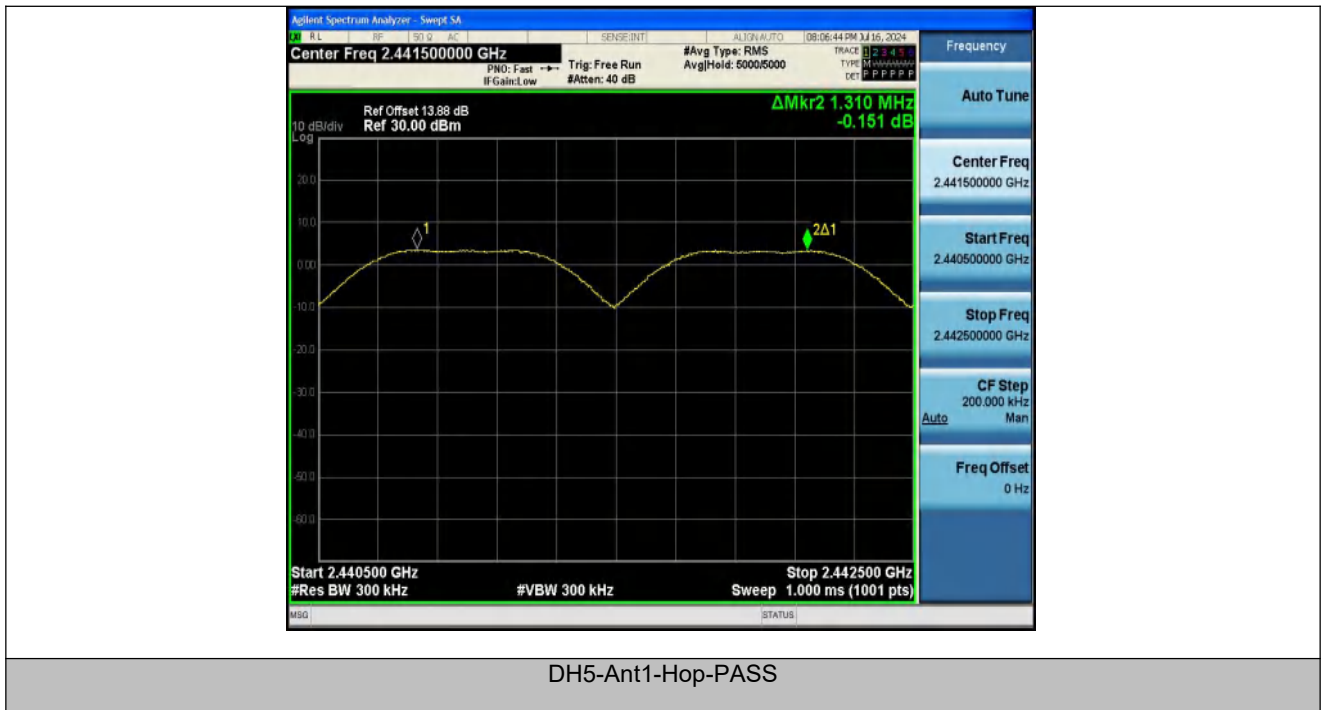 Agilent Spectrum Analyzer - Swept SA
RL RF 50 Ω AC SENSE:INT ALIGN AUTO 08:06:44 PM Jul 16, 2024
Center Freq 2.441500000 GHz
PNO: Fast
IFGain:Low
Trig: Free Run
#Atten: 40 dB
#Avg Type: RMS
Avg|Hold: 5000/5000
TRACE 1 2 3 4 5 6
TYPE M
DET P P P P P P
Ref Offset 13.88 dB
10 dB/div Ref 30.00 dBm
Log
ΔMkr2 1.310 MHz
-0.151 dB
20.0
10.0
0.00
-10.0
-20.0
-30.0
-40.0
-50.0
-60.0
1
2Δ1
Start 2.440500 GHz Stop 2.442500 GHz
#Res BW 300 kHz #VBW 300 kHz Sweep 1.000 ms (1001 pts)
MSG STATUS
Frequency
Auto Tune
Center Freq
2.441500000 GHz
Start Freq
2.440500000 GHz
Stop Freq
2.442500000 GHz
CF Step
200.000 kHz
Auto Man
Freq Offset
0 Hz
DH5-Ant1-Hop-PASS